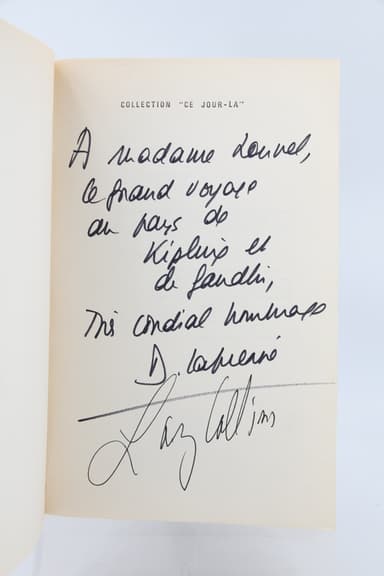 COLLECTION "CE JOUR-LA"
A madame Louvel,
le grand voyage
au pays de
Kipling et
de Gandhi,
Très cordial hommage
D. Lapierre
Larry Collins